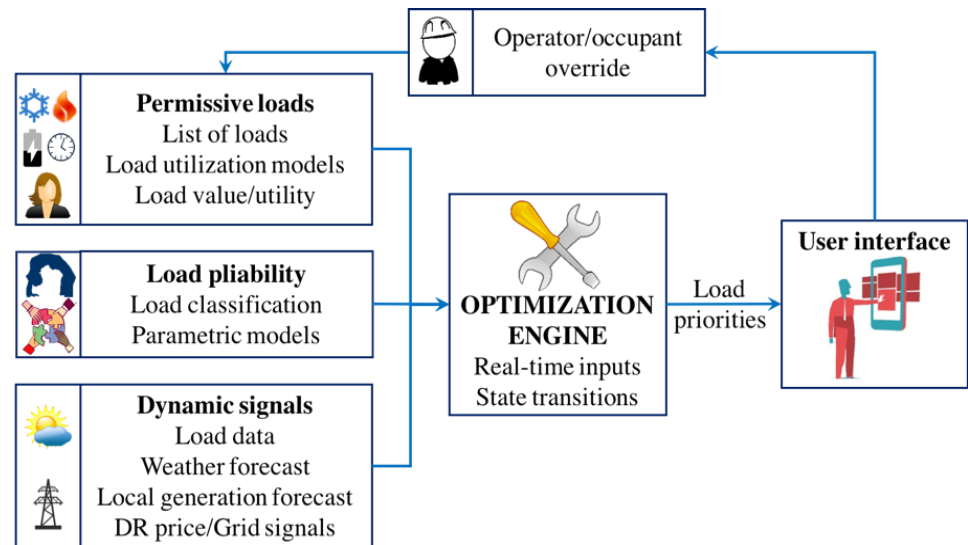 Operator/occupant
override
Permissive loads
List of loads
Load utilization models
Load value/utility
Load pliability
Load classification
Parametric models
Dynamic signals
Load data
Weather forecast
Local generation forecast
DR price/Grid signals
OPTIMIZATION
ENGINE
Real-time inputs
State transitions
Load
priorities
User interface